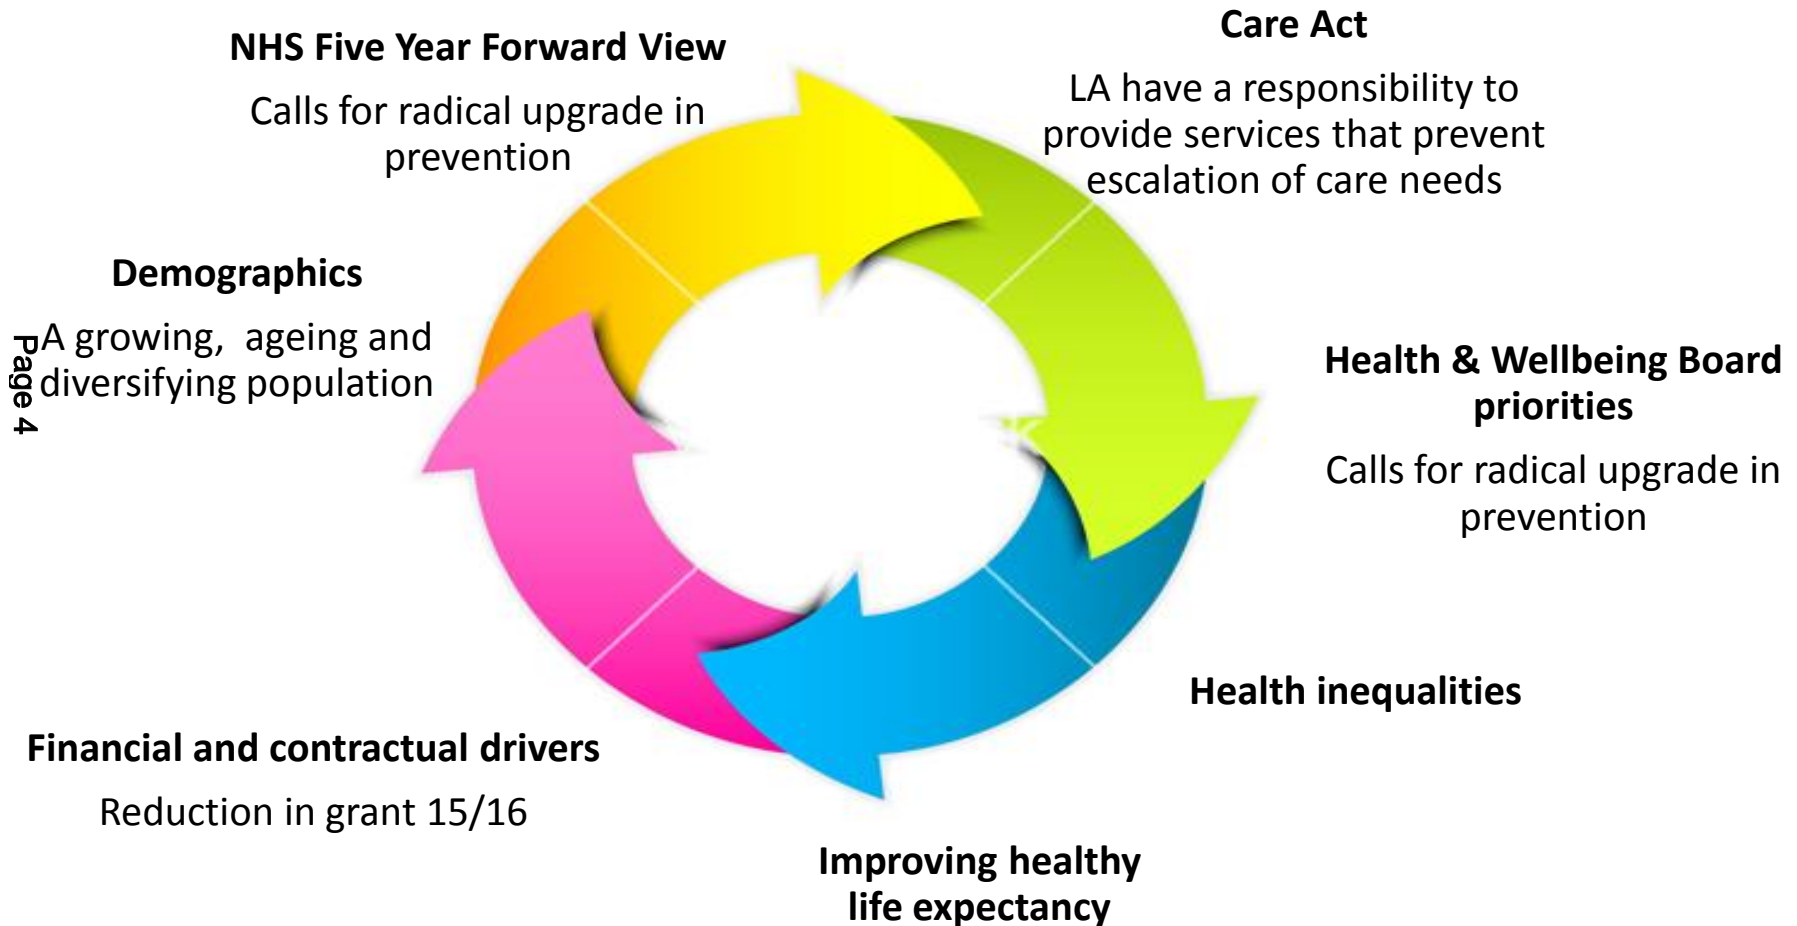 NHS Five Year Forward View
Calls for radical upgrade in
prevention
Care Act
LA have a responsibility to
provide services that prevent
escalation of care needs
Demographics
A growing, ageing and
diversifying population
Page 4
Health & Wellbeing Board
priorities
Calls for radical upgrade in
prevention
Health inequalities
Financial and contractual drivers
Reduction in grant 15/16
Improving healthy
life expectancy